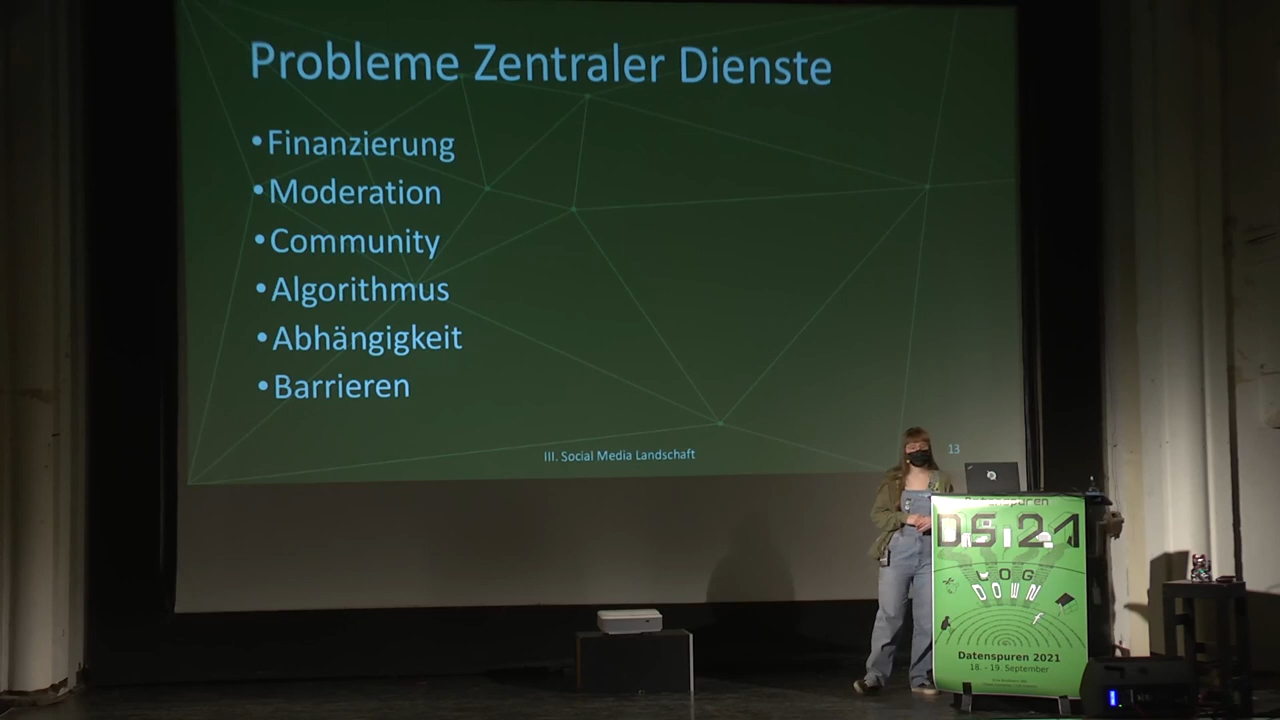 Probleme Zentraler Dienste
•Finanzierung
•Moderation
•Community
•Algorithmus
•Abhängigkeit
•Barrieren
III. Social Media Landschaft
13
Datenspuren
DS:21
LOG
DOWN
Datenspuren 2021
18. - 19. September